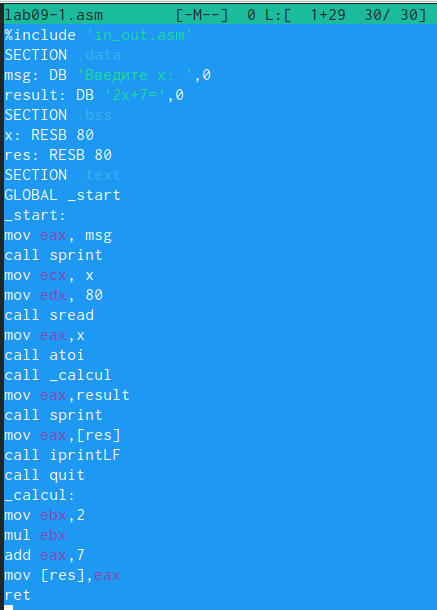 lab09-1.asm [-M--] 0 L:[ 1+29 30/ 30]
%include 'in_out.asm'
SECTION .data
msg: DB 'Введите x: ',0
result: DB '2x+7=',0
SECTION .bss
x: RESB 80
res: RESB 80
SECTION .text
GLOBAL _start
_start:
mov eax, msg
call sprint
mov ecx, x
mov edx, 80
call sread
mov eax,x
call atoi
call _calcul
mov eax,result
call sprint
mov eax,[res]
call iprintLF
call quit
_calcul:
mov ebx,2
mul ebx
add eax,7
mov [res],eax
ret